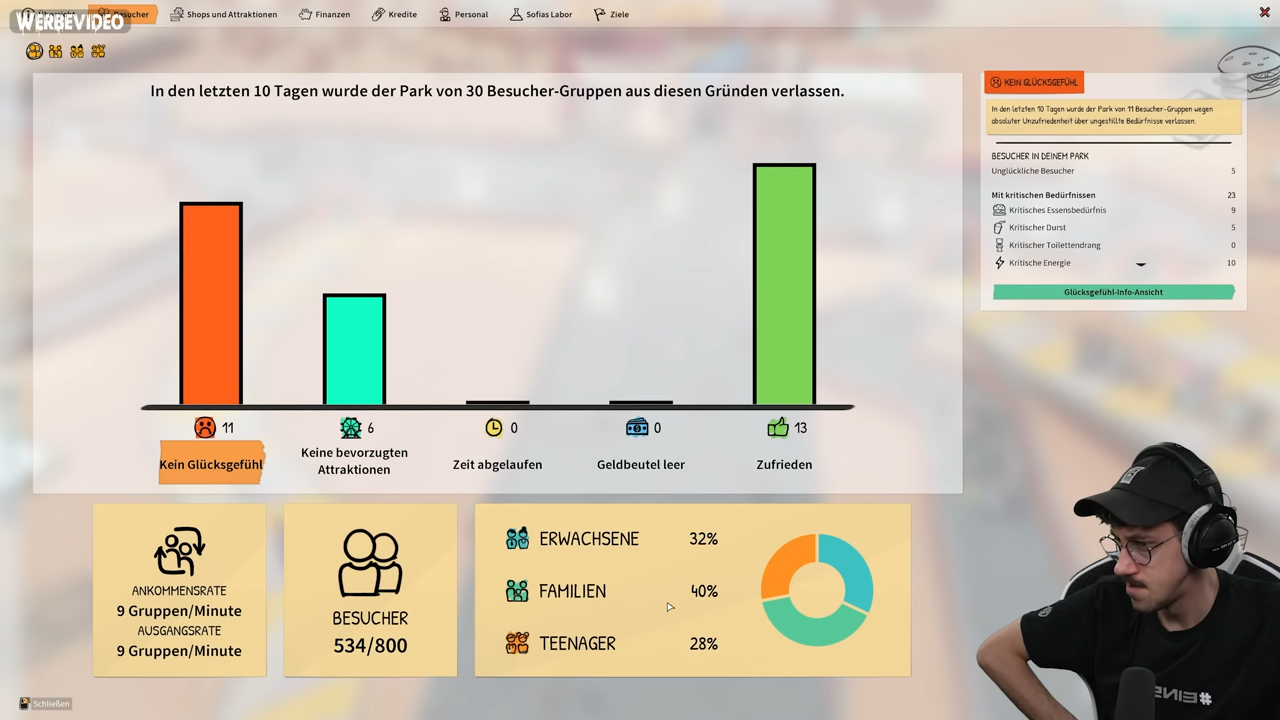 WERBEVIDEO
Besucher
Shops und Attraktionen
Finanzen
Kredite
Personal
Sofias Labor
Ziele
In den letzten 10 Tagen wurde der Park von 30 Besucher-Gruppen aus diesen Gründen verlassen.
11
6
0
0
13
Kein Glücksgefühl
Keine bevorzugten
Attraktionen
Zeit abgelaufen
Geldbeutel leer
Zufrieden
KEIN GLÜCKSGEFÜHL
In den letzten 10 Tagen wurde der Park von 11 Besucher-Gruppen wegen
absoluter Unzufriedenheit über ungestillte Bedürfnisse verlassen.
BESUCHER IN DEINEM PARK
Unglückliche Besucher 5
Mit kritischen Bedürfnissen 23
Kritisches Essensbedürfnis 9
Kritischer Durst 5
Kritischer Toilettendrang 0
Kritische Energie 10
Glücksgefühl-Info-Ansicht
ANKOMMENSRATE
9 Gruppen/Minute
AUSGANGSRATE
9 Gruppen/Minute
BESUCHER
534/800
ERWACHSENE 32%
FAMILIEN 40%
TEENAGER 28%
Schließen